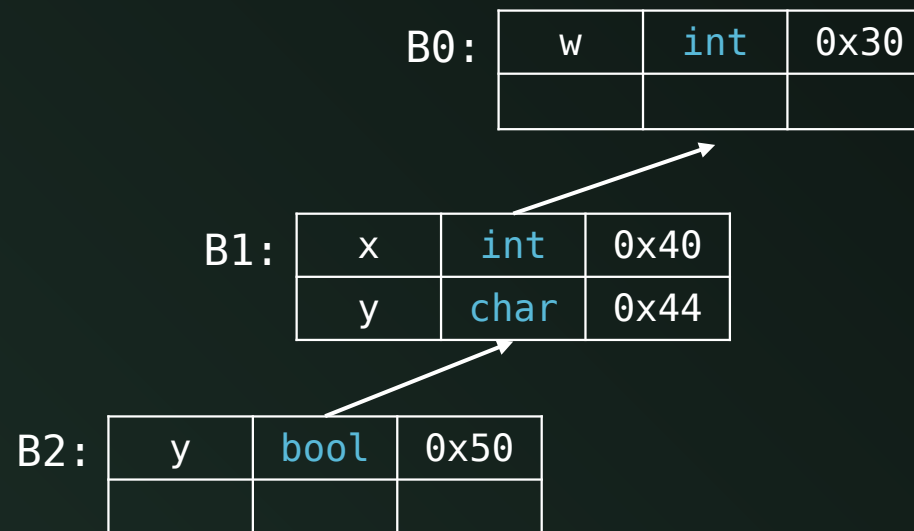 B0: w int 0x30
B1: x int 0x40
y char 0x44
B2: y bool 0x50